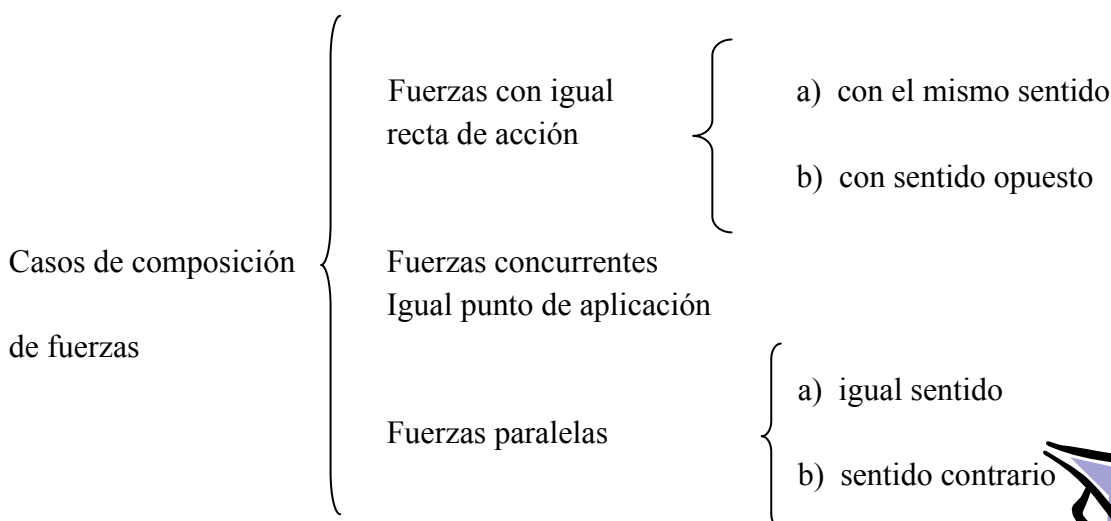 Casos de composición
de fuerzas
Fuerzas con igual
recta de acción
a) con el mismo sentido
b) con sentido opuesto
Fuerzas concurrentes
Igual punto de aplicación
Fuerzas paralelas
a) igual sentido
b) sentido contrario